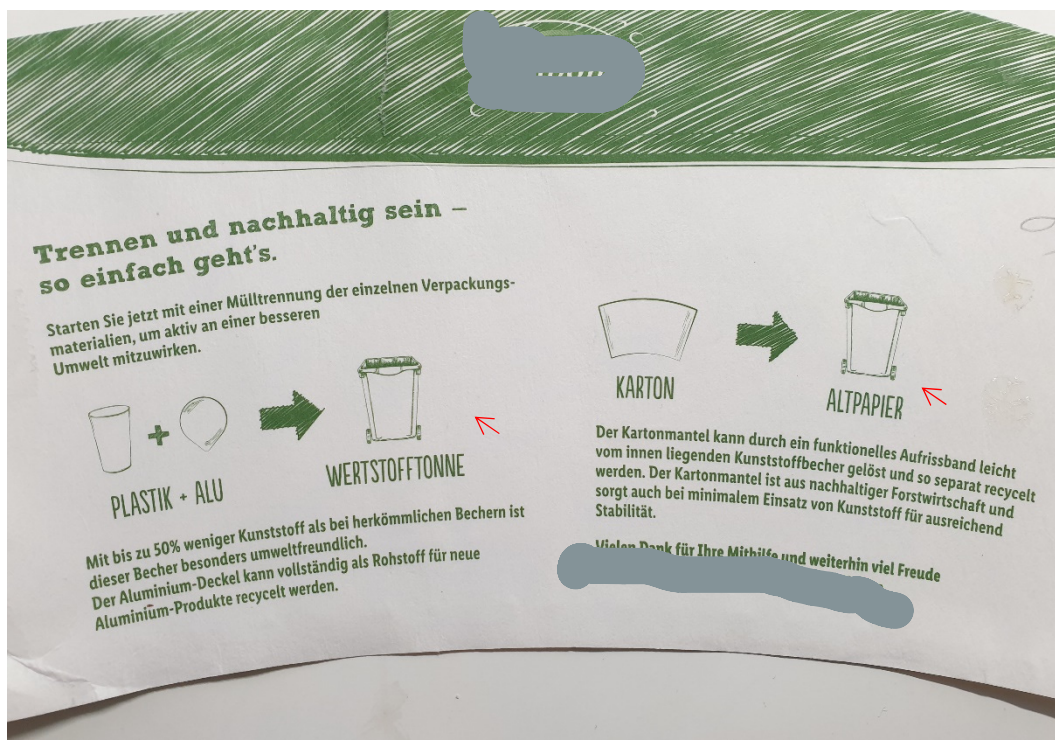 Trennen und nachhaltig sein –
so einfach geht's.
Starten Sie jetzt mit einer Mülltrennung der einzelnen Verpackungs-
materialien, um aktiv an einer besseren
Umwelt mitzuwirken.
PLASTIK + ALU
WERTSTOFFTONNE
Mit bis zu 50% weniger Kunststoff als bei herkömmlichen Bechern ist
dieser Becher besonders umweltfreundlich.
Der Aluminium-Deckel kann vollständig als Rohstoff für neue
Aluminium-Produkte recycelt werden.
KARTON
ALTPAPIER
Der Kartonmantel kann durch ein funktionelles Aufrissband leicht
vom innen liegenden Kunststoffbecher gelöst und so separat recycelt
werden. Der Kartonmantel ist aus nachhaltiger Forstwirtschaft und
sorgt auch bei minimalem Einsatz von Kunststoff für ausreichend
Stabilität.
Vielen Dank für Ihre Mithilfe und weiterhin viel Freude